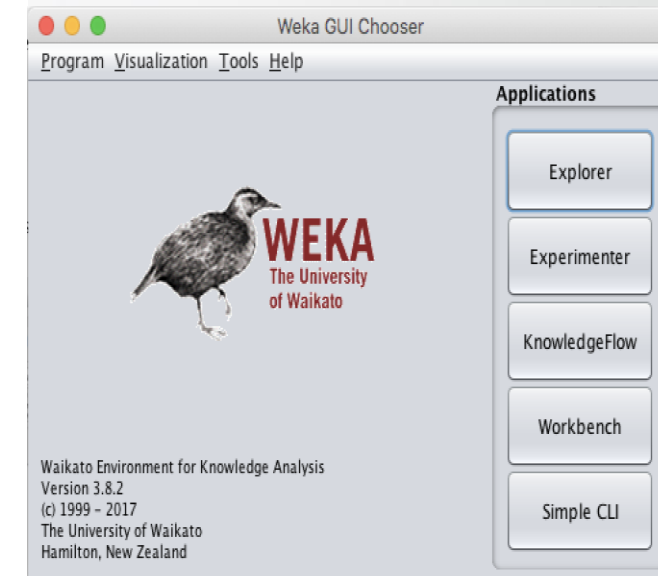 Weka GUI Chooser
Program Visualization Tools Help
Applications
Explorer
Experimenter
KnowledgeFlow
Workbench
Simple CLI
WEKA
The University
of Waikato
Waikato Environment for Knowledge Analysis
Version 3.8.2
(c) 1999 – 2017
The University of Waikato
Hamilton, New Zealand